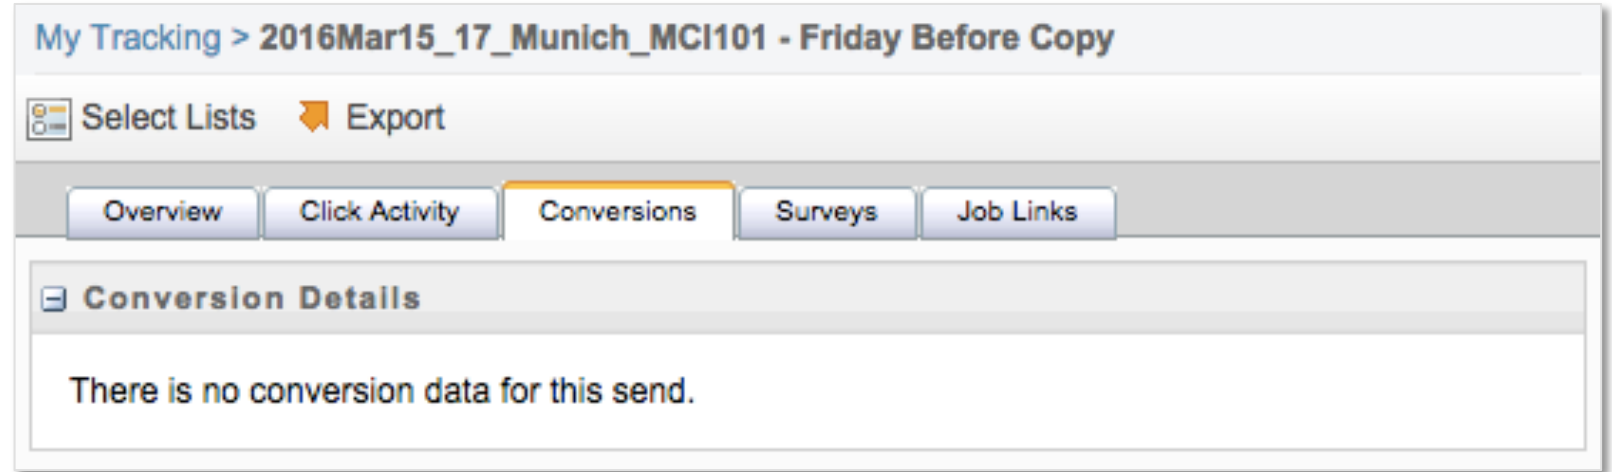 My Tracking > 2016Mar15_17_Munich_MCI101 - Friday Before Copy
Select Lists Export
Overview Click Activity Conversions Surveys Job Links
Conversion Details
There is no conversion data for this send.